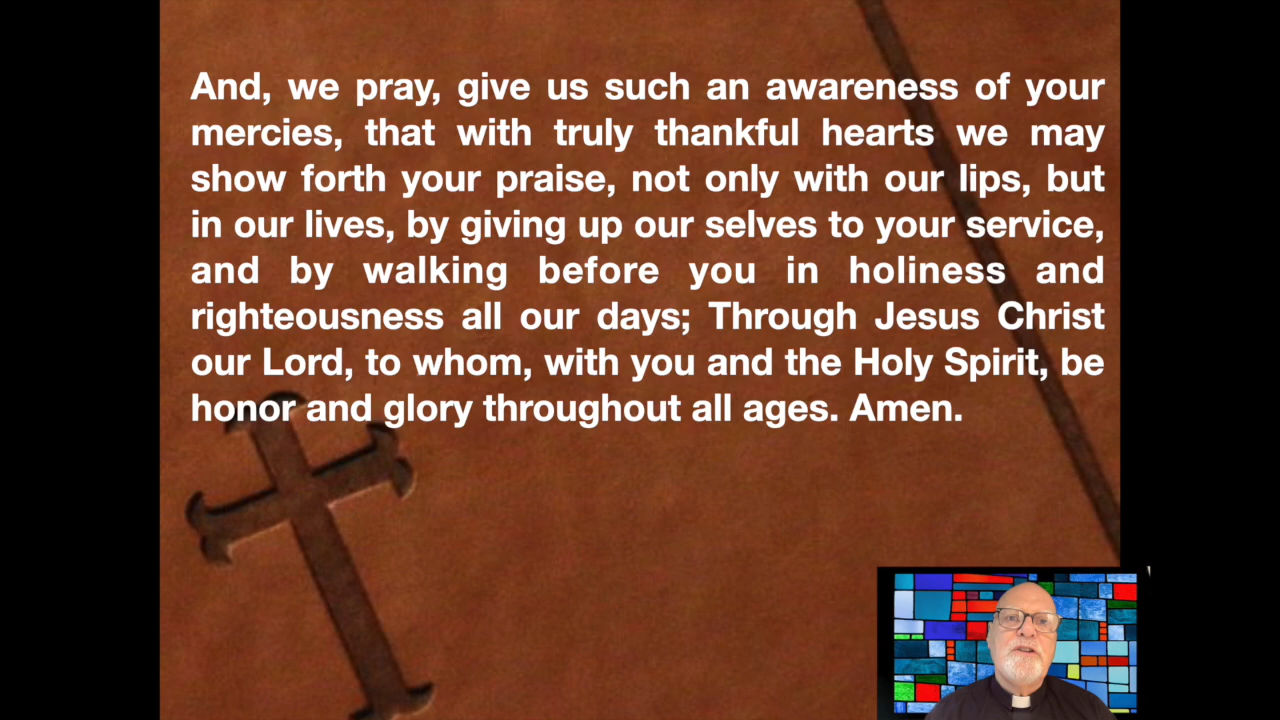 And, we pray, give us such an awareness of your
mercies, that with truly thankful hearts we may
show forth your praise, not only with our lips, but
in our lives, by giving up our selves to your service,
and by walking before you in holiness and
righteousness all our days; Through Jesus Christ
our Lord, to whom, with you and the Holy Spirit, be
honor and glory throughout all ages. Amen.